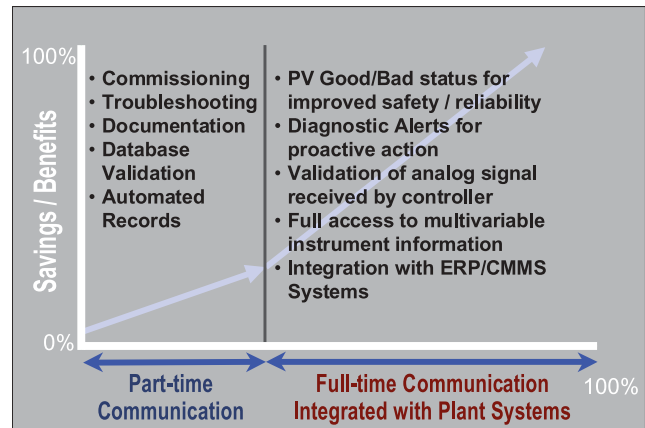 100%
• Commissioning
• Troubleshooting
• Documentation
• Database
Validation
• Automated
Records
• PV Good/Bad status for
improved safety / reliability
• Diagnostic Alerts for
proactive action
• Validation of analog signal
received by controller
• Full access to multivariable
instrument information
• Integration with ERP/CMMS
Systems
Savings / Benefits
0%
Part-time
Communication
Full-time Communication
Integrated with Plant Systems
100%